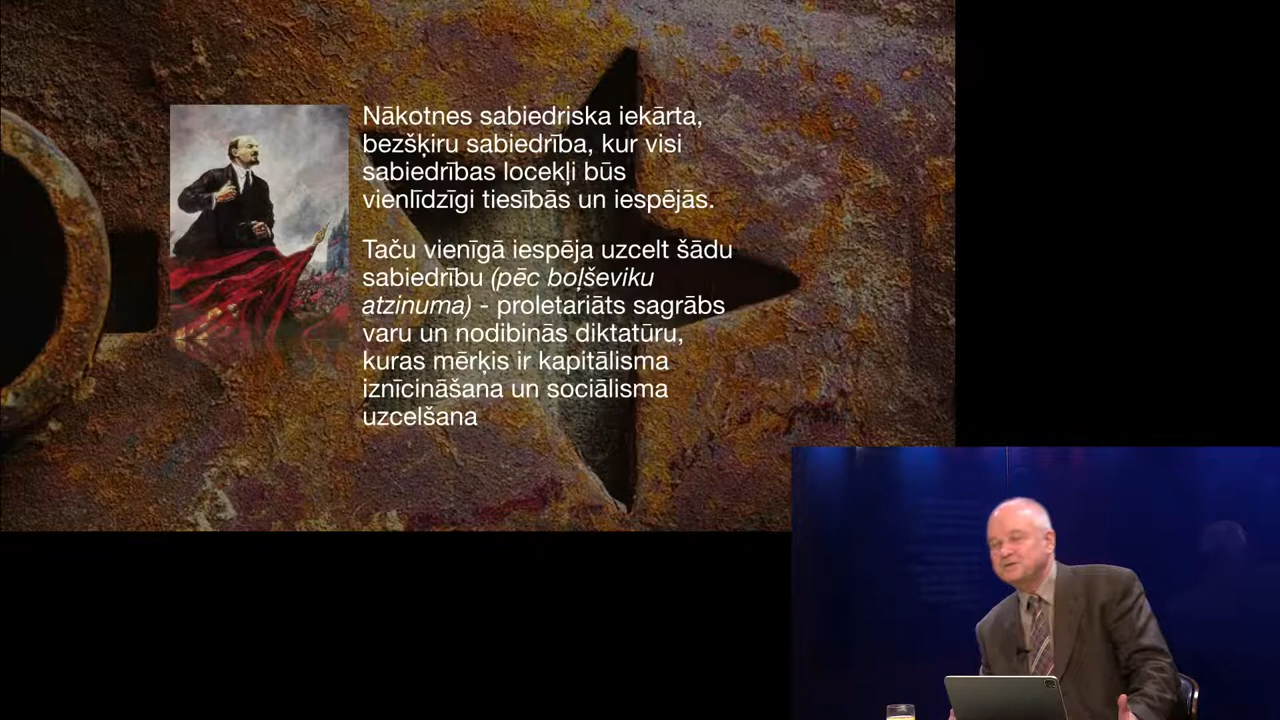 Nākotnes sabiedriska iekārta,
bezšķiru sabiedrība, kur visi
sabiedrības locekļi būs
vienlīdzīgi tiesībās un iespējās.
Taču vienīgā iespēja uzcelt šādu
sabiedrību (pēc boļševiku
atzinuma) - proletariāts sagrābs
varu un nodibinās diktatūru,
kuras mērķis ir kapitālisma
iznīcināšana un sociālisma
uzcelšana